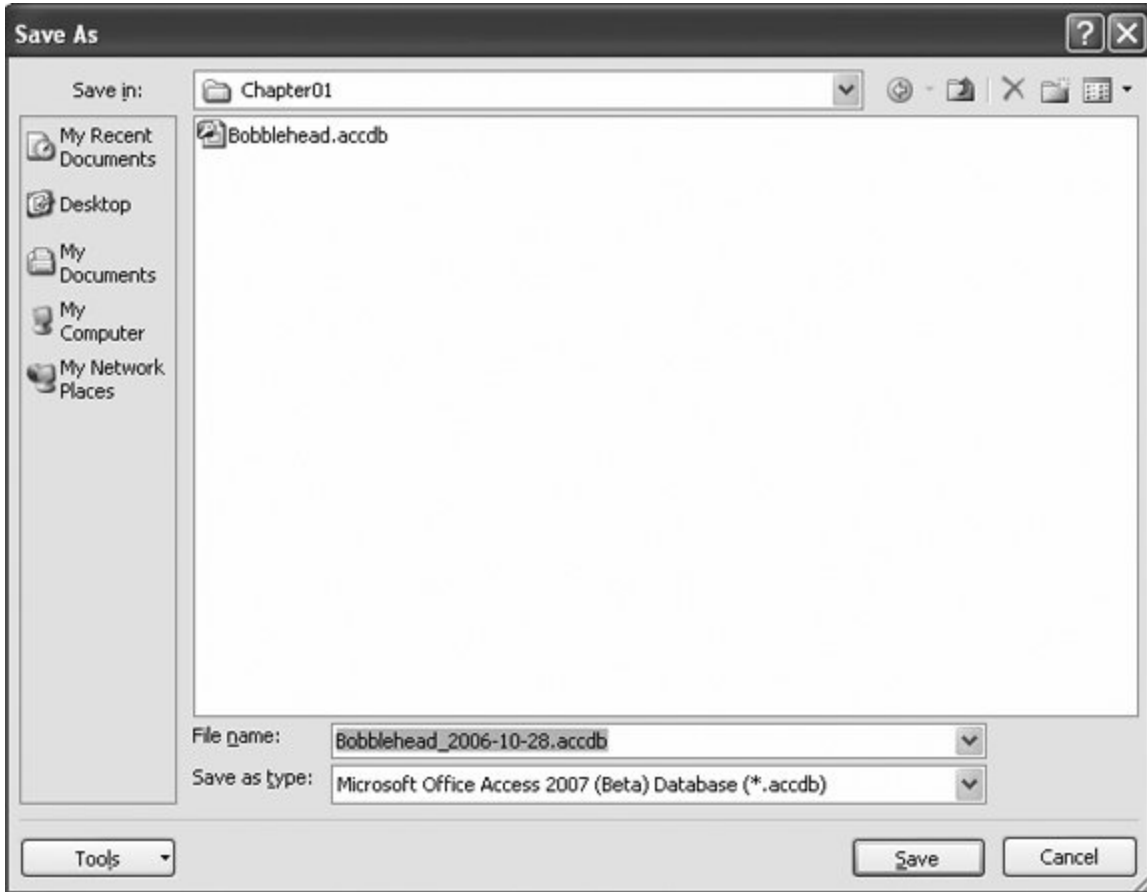 Save As
Save in:
Chapter01
My Recent
Documents
Desktop
My
Documents
My
Computer
My Network
Places
Bobblehead.accdb
File name:
Bobblehead_2006-10-28.accdb
Save as type:
Microsoft Office Access 2007 (Beta) Database (*.accdb)
Tools
Save
Cancel